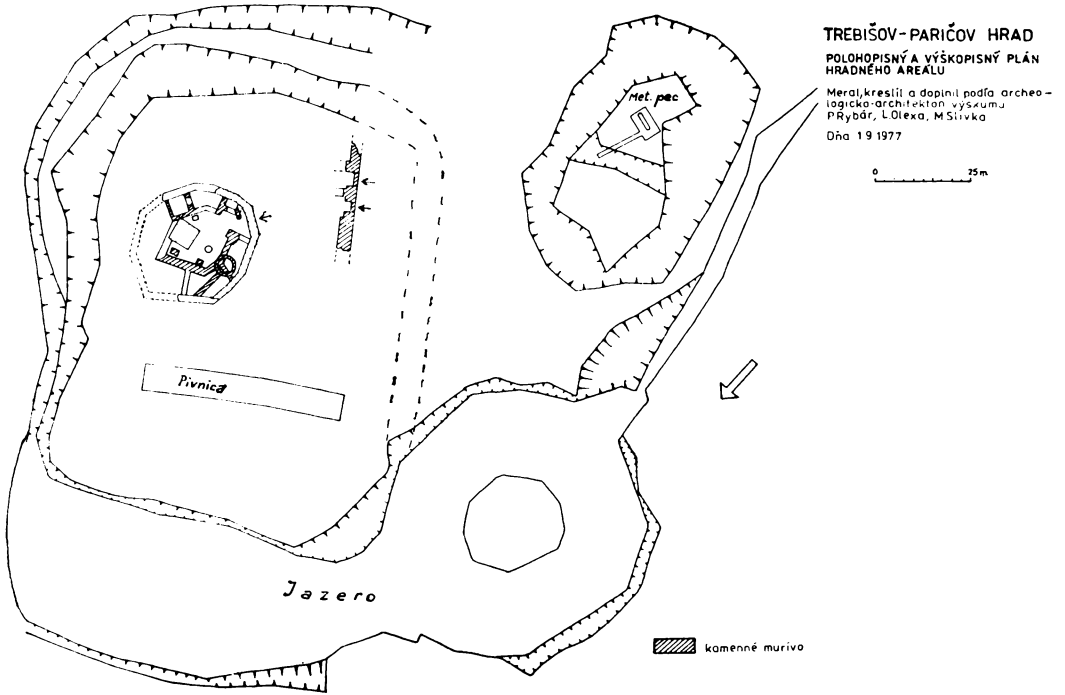 TREBIŠOV-PARIČOV HRAD
POLOHOPISNÝ A VÝŠKOPISNÝ PLÁN
HRADNÉHO AREÁLU
Meral, kreslil a doplnil podľa archeo-
logicko-architekton výskumu
P Rybár, L. Olexa, M Slivka
Dňa 1 9 1977
0 25 m
Met. pec
Pivnica
Jazero
kamenné murivo